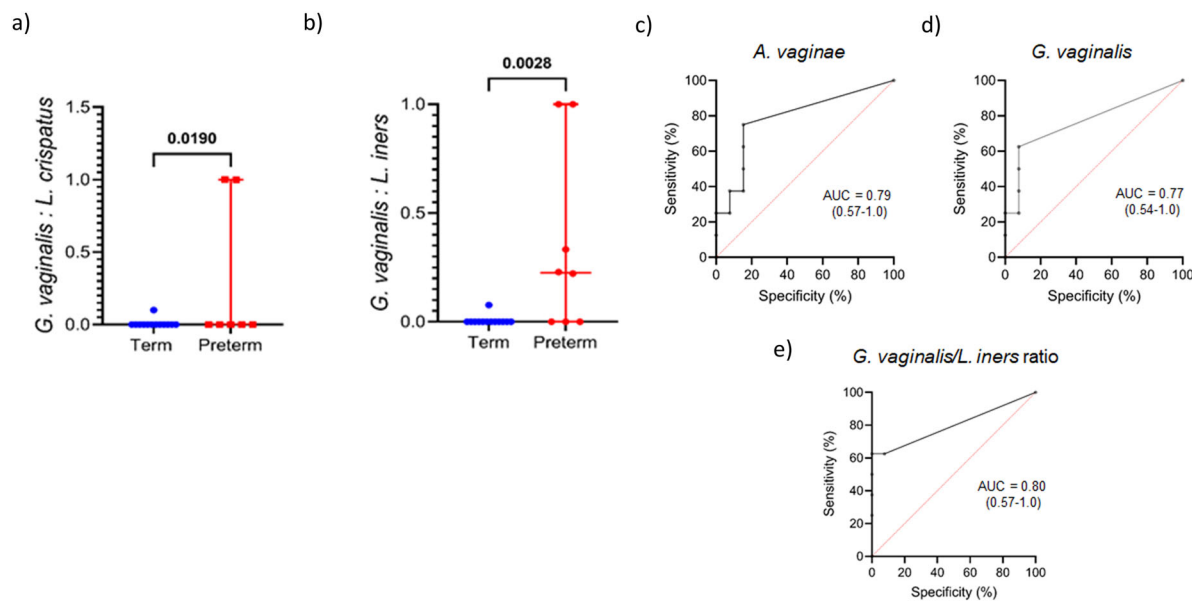 a)
G. vaginalis : L. crispatus
1.5
1.0
0.5
0.0
0.0190
Term
Preterm
b)
G. vaginalis : L. iners
1.0
0.5
0.0
0.0028
Term
Preterm
c)
A. vaginae
Sensitivity (%)
100
80
60
40
20
0
AUC = 0.79
(0.57-1.0)
0 20 40 60 80 100
Specificity (%)
d)
G. vaginalis
Sensitivity (%)
100
80
60
40
20
0
AUC = 0.77
(0.54-1.0)
0 20 40 60 80 100
Specificity (%)
e)
G. vaginalis/L. iners ratio
Sensitivity (%)
100
80
60
40
20
0
AUC = 0.80
(0.57-1.0)
0 20 40 60 80 100
Specificity (%)